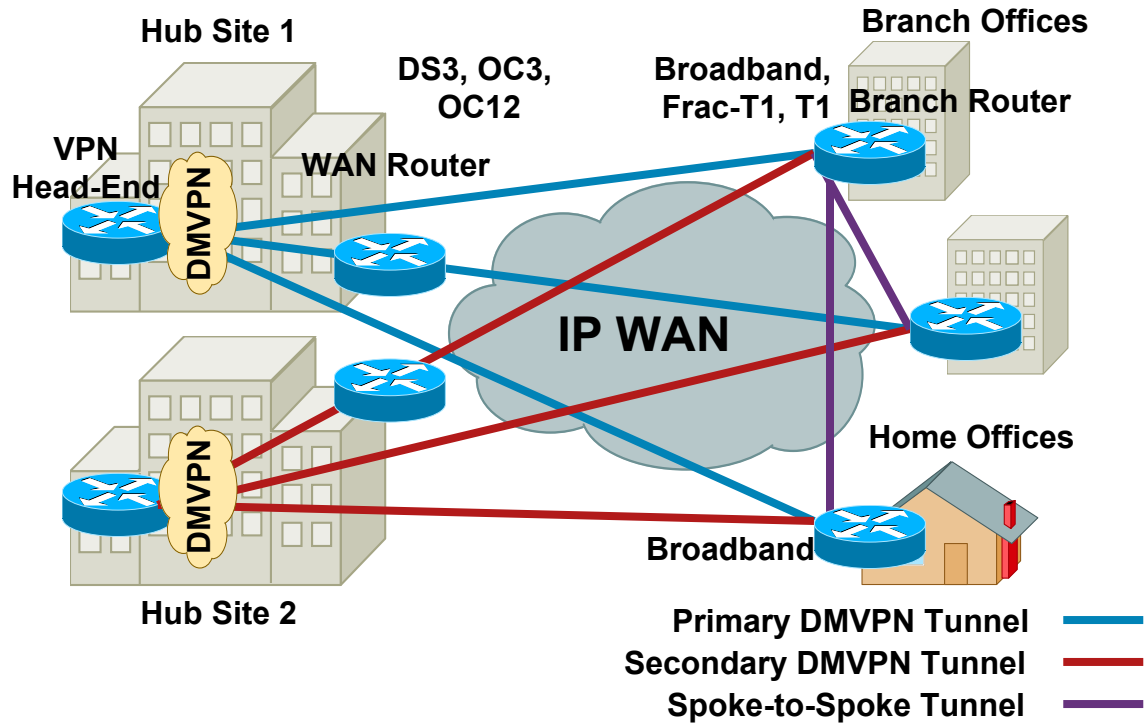 Hub Site 1
DS3, OC3,
OC12
Broadband,
Frac-T1, T1
Branch Offices
Branch Router
VPN
Head-End
DMVPN
WAN Router
IP WAN
DMVPN
Hub Site 2
Home Offices
Broadband
Primary DMVPN Tunnel
Secondary DMVPN Tunnel
Spoke-to-Spoke Tunnel